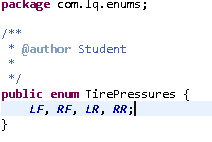 package com.lq.enums;
/**
 * @author Student
 *
 */
public enum TirePressures {
    LF, RF, LR, RR;
}